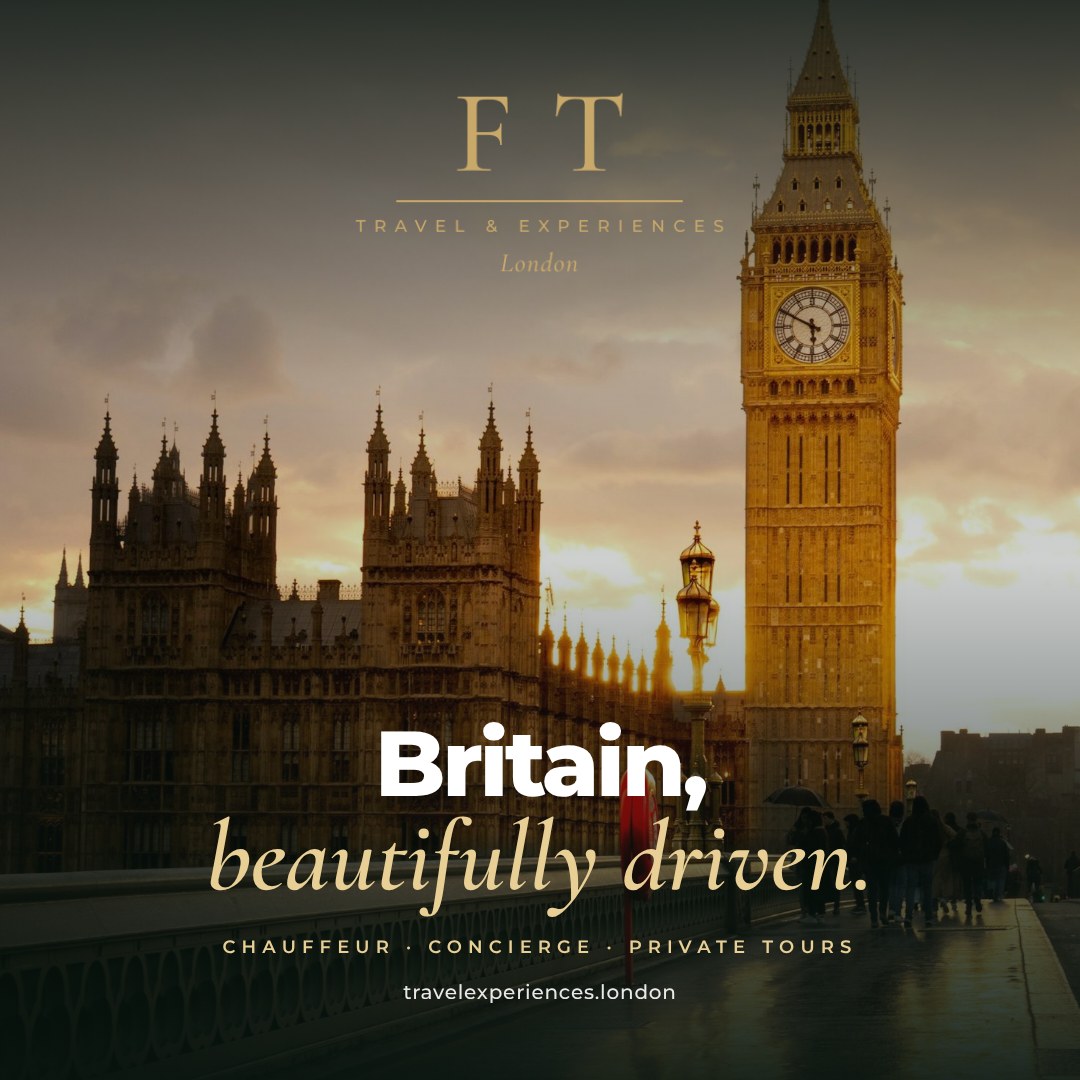 F T
TRAVEL & EXPERIENCES
London
Britain,
beautifully driven.
CHAUFFEUR · CONCIERGE · PRIVATE TOURS
travelexperiences.london